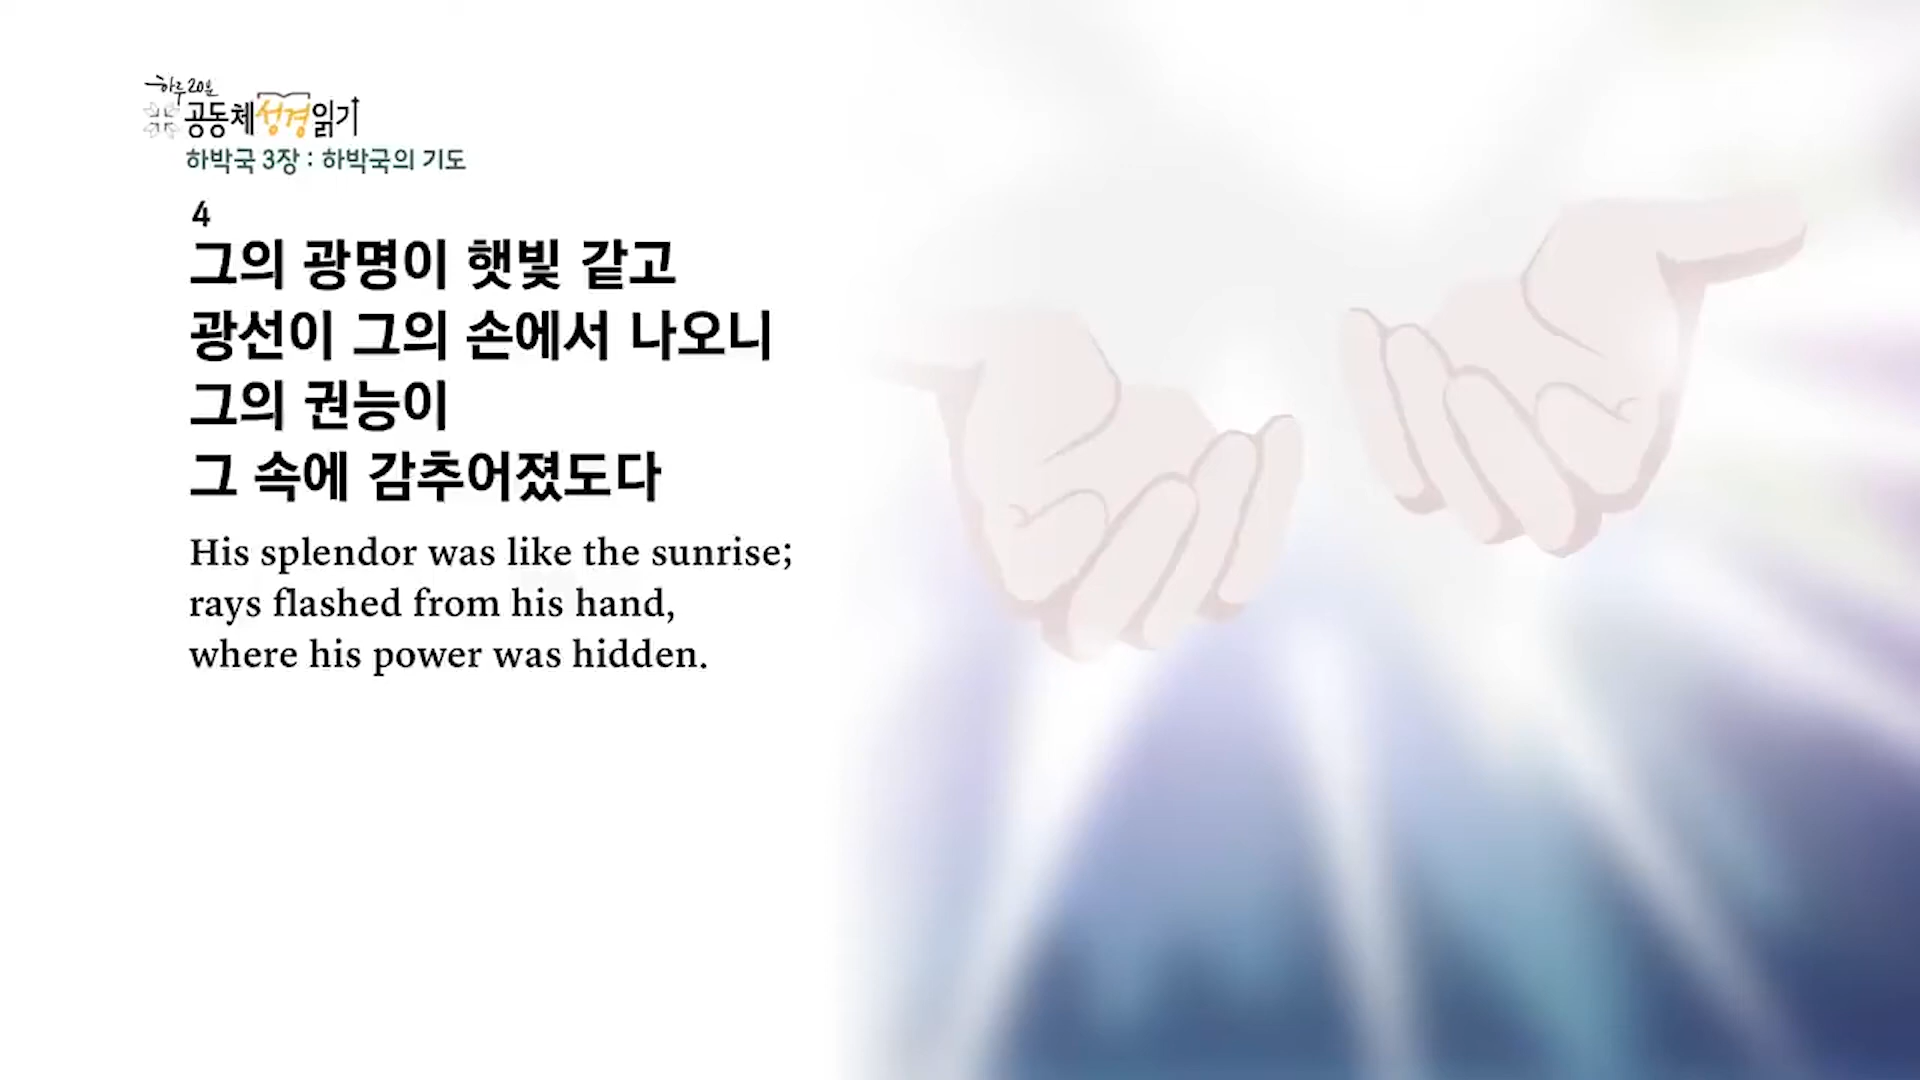 하루 20분
공동체성경읽기
하박국 3장 : 하박국의 기도
4
그의 광명이 햇빛 같고
광선이 그의 손에서 나오니
그의 권능이
그 속에 감추어졌도다
His splendor was like the sunrise;
rays flashed from his hand,
where his power was hidden.